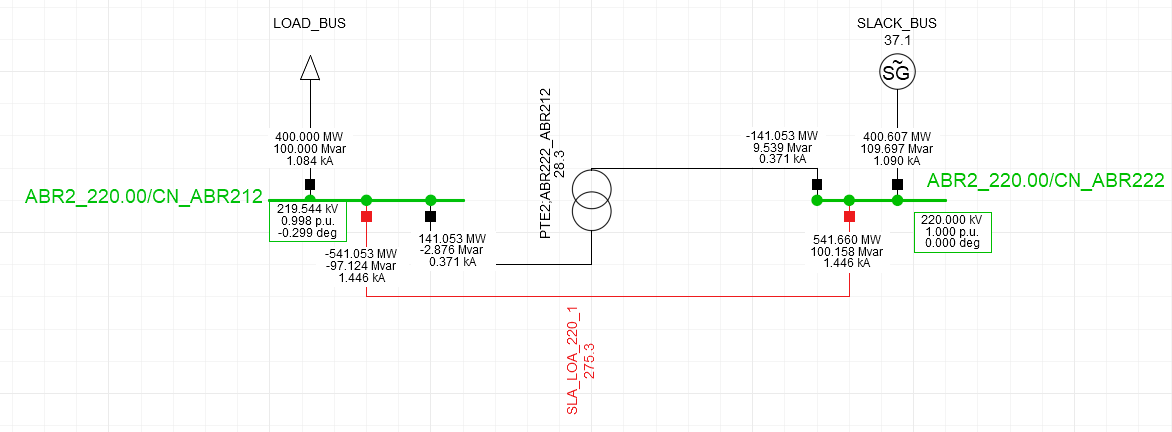 LOAD_BUS
SLACK_BUS
37.1
SG
~
400.000 MW
100.000 Mvar
1.084 kA
PTE2:ABR222_ABR212
28.3
-141.053 MW
9.539 Mvar
0.371 kA
400.607 MW
109.697 Mvar
1.090 kA
ABR2_220.00/CN_ABR212
ABR2_220.00/CN_ABR222
219.544 kV
0.998 p.u.
-0.299 deg
220.000 kV
1.000 p.u.
0.000 deg
-541.053 MW
-97.124 Mvar
1.446 kA
141.053 MW
-2.876 Mvar
0.371 kA
541.660 MW
100.158 Mvar
1.446 kA
SLA_LOA_220_1
275.3